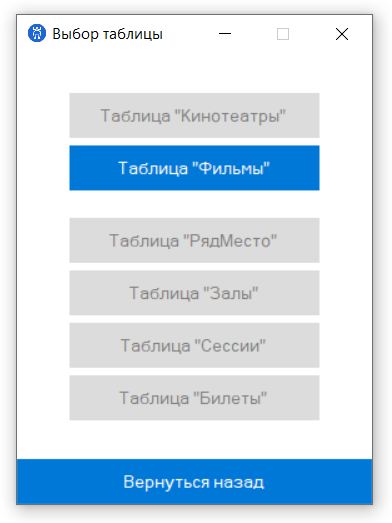 Выбор таблицы
Таблица "Кинотеатры"
Таблица "Фильмы"
Таблица "РядМесто"
Таблица "Залы"
Таблица "Сессии"
Таблица "Билеты"
Вернуться назад